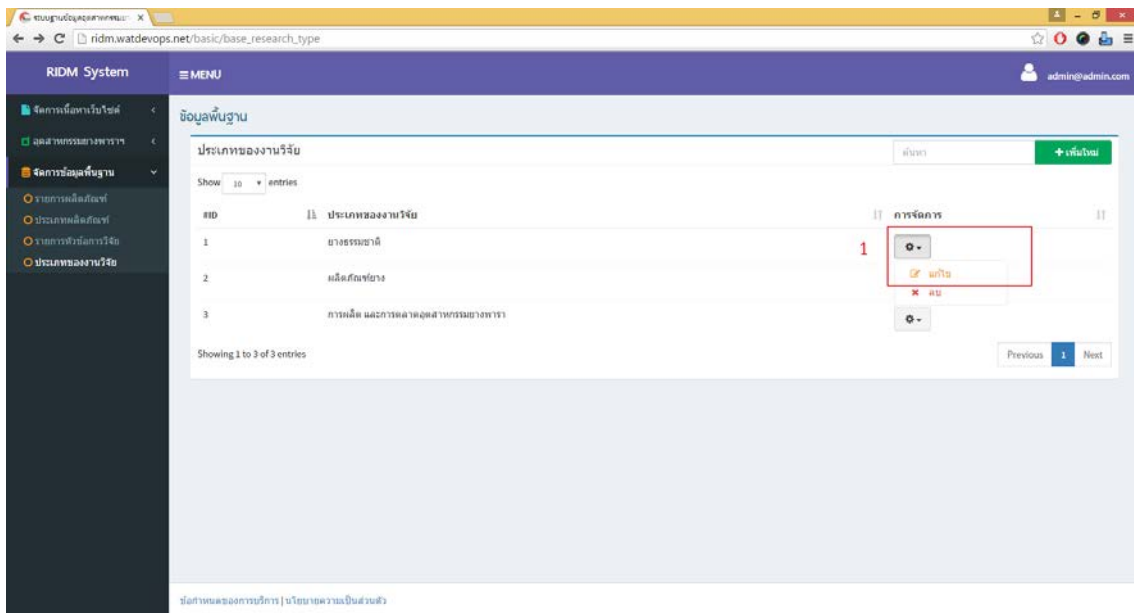 ridm.watdevops.net/basic/base_research_type
RIDM System
MENU
admin@admin.com
จัดการเนื้อหาเว็บไซต์
อุตสาหกรรมยางพาราฯ
จัดการข้อมูลพื้นฐาน
รายการผลิตภัณฑ์
ประเภทผลิตภัณฑ์
รายการหัวข้อการวิจัย
ประเภทของงานวิจัย
ข้อมูลพื้นฐาน
ประเภทของงานวิจัย
ค้นหา
+ เพิ่มใหม่
Show 10 entries
#ID ประเภทของงานวิจัย การจัดการ
1 ยางธรรมชาติ 1
แก้ไข
2 ผลิตภัณฑ์ยาง
ลบ
3 การผลิต และการตลาดอุตสาหกรรมยางพารา
Showing 1 to 3 of 3 entries
Previous 1 Next
ข้อกำหนดของการบริการ | นโยบายความเป็นส่วนตัว